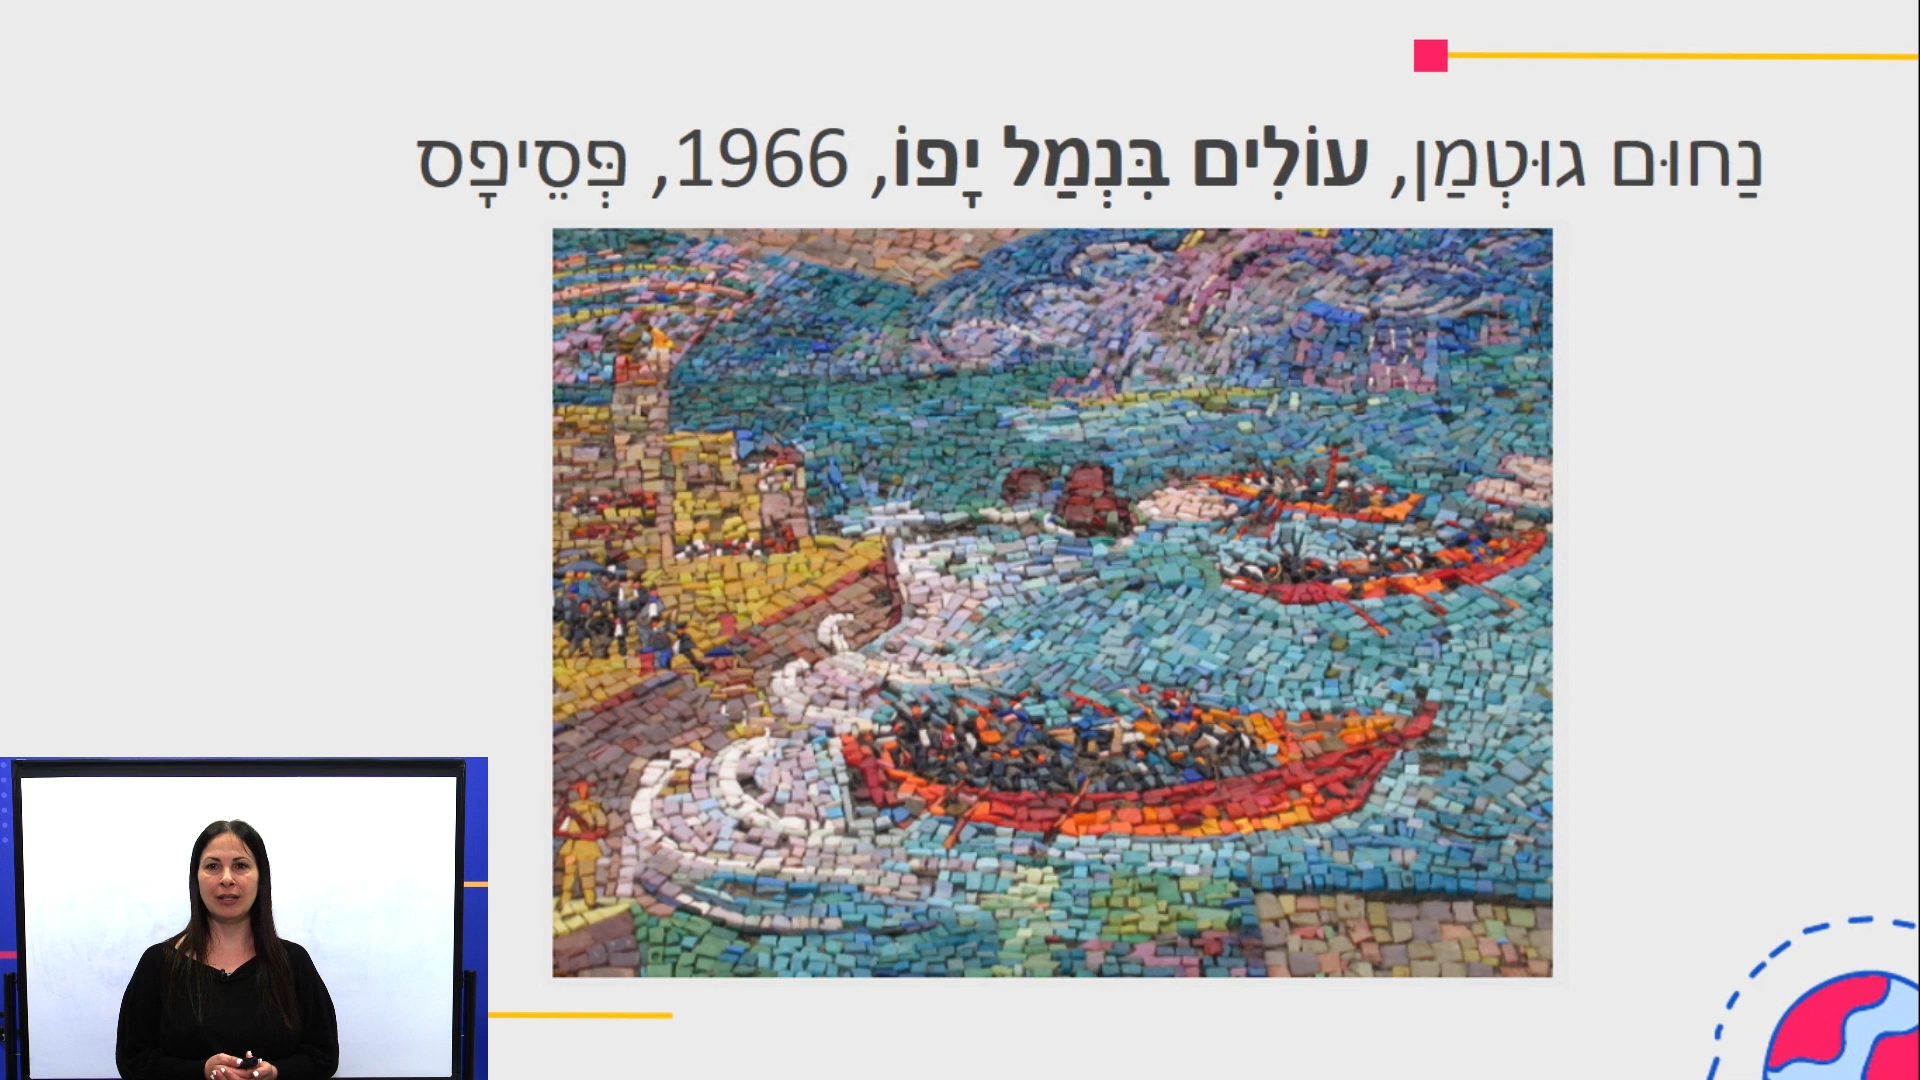 נַחוּם גוּטְמַן, עוֹלִים בִּנְמַל יָפוֹ, 1966, פְּסֵיפָס